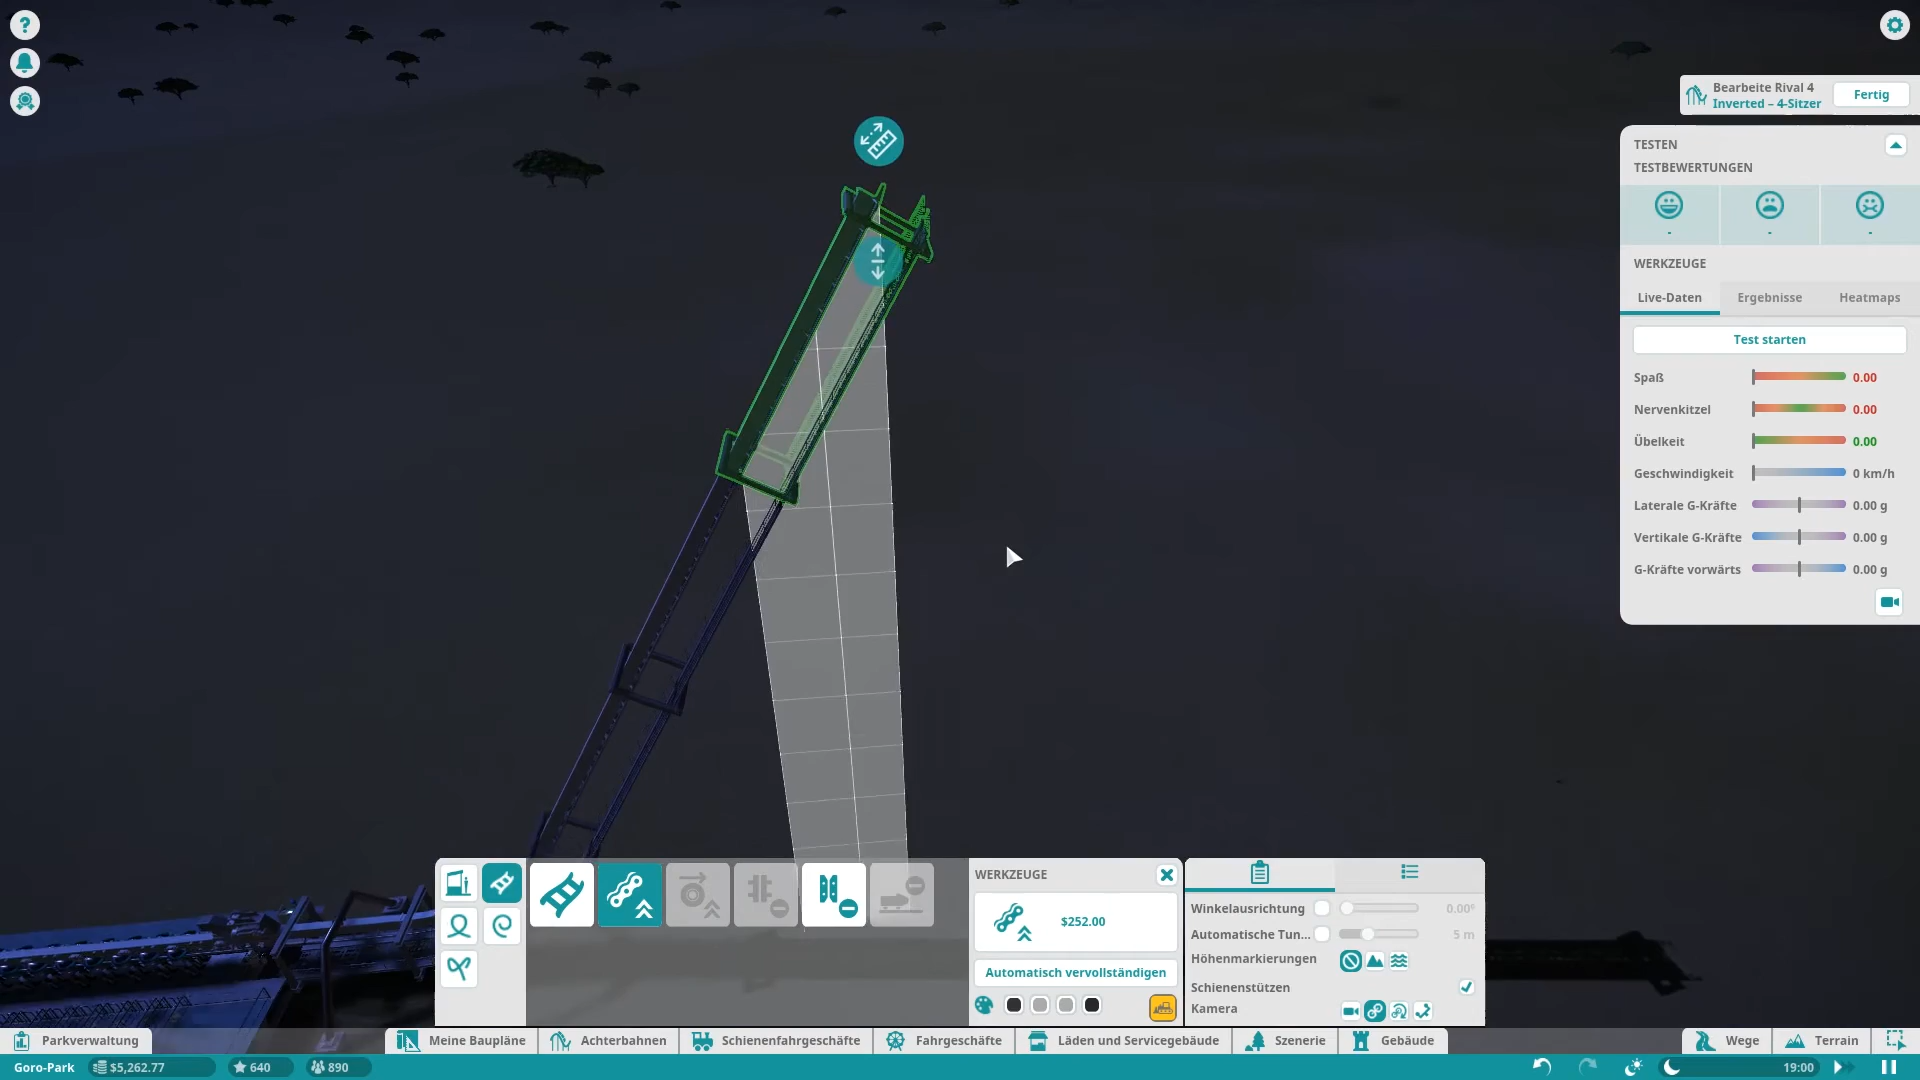 ?
Bearbeite Rival 4
Inverted – 4-Sitzer
Fertig
TESTEN
TESTBEWERTUNGEN
- - -
WERKZEUGE
Live-Daten Ergebnisse Heatmaps
Test starten
Spaß 0.00
Nervenkitzel 0.00
Übelkeit 0.00
Geschwindigkeit 0 km/h
Laterale G-Kräfte 0.00 g
Vertikale G-Kräfte 0.00 g
G-Kräfte vorwärts 0.00 g
WERKZEUGE
$252.00
Automatisch vervollständigen
Winkelausrichtung 0.00°
Automatische Tun... 5 m
Höhenmarkierungen
Schienenstützen
Kamera
Parkverwaltung Meine Baupläne Achterbahnen Schienenfahrgeschäfte Fahrgeschäfte Läden und Servicegebäude Szenerie Gebäude Wege Terrain
Goro-Park $5,262.77 640 890 19:00